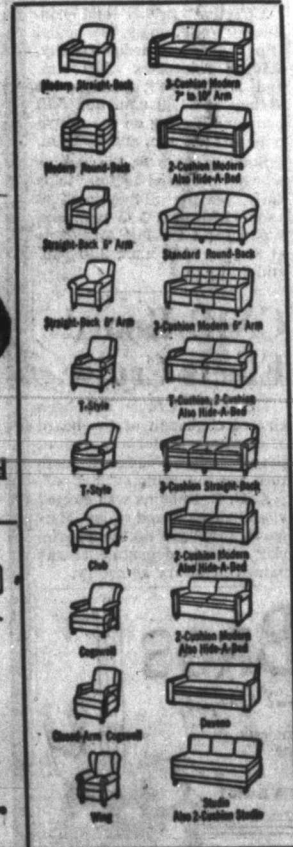 Modern Straight-Back
3-Cushion Modern
7" to 10" Arm
Modern Round-Back
2-Cushion Modern
Also Hide-A-Bed
Straight-Back 6" Arm
Standard Round-Back
Straight-Back 8" Arm
3-Cushion Modern 6" Arm
T-Style
T-Cushion, 2-Cushion
Also Hide-A-Bed
T-Style
3-Cushion Straight-Back
Club
2-Cushion Modern
Also Hide-A-Bed
Cogswell
2-Cushion Modern
Also Hide-A-Bed
Closed-Arm Cogswell
Daveno
Wing
Studio
Also 2-Cushion Studio